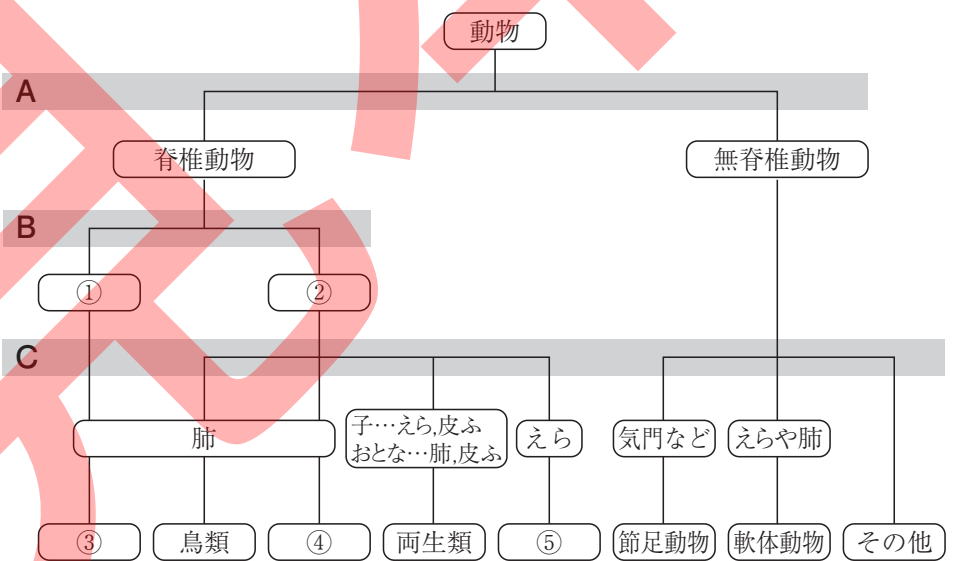 動物
A
脊椎動物
無脊椎動物
B
①
②
C
肺
子…えら,皮ふ
おとな…肺,皮ふ
えら
気門など
えらや肺
③
鳥類
④
両生類
⑤
節足動物
軟体動物
その他